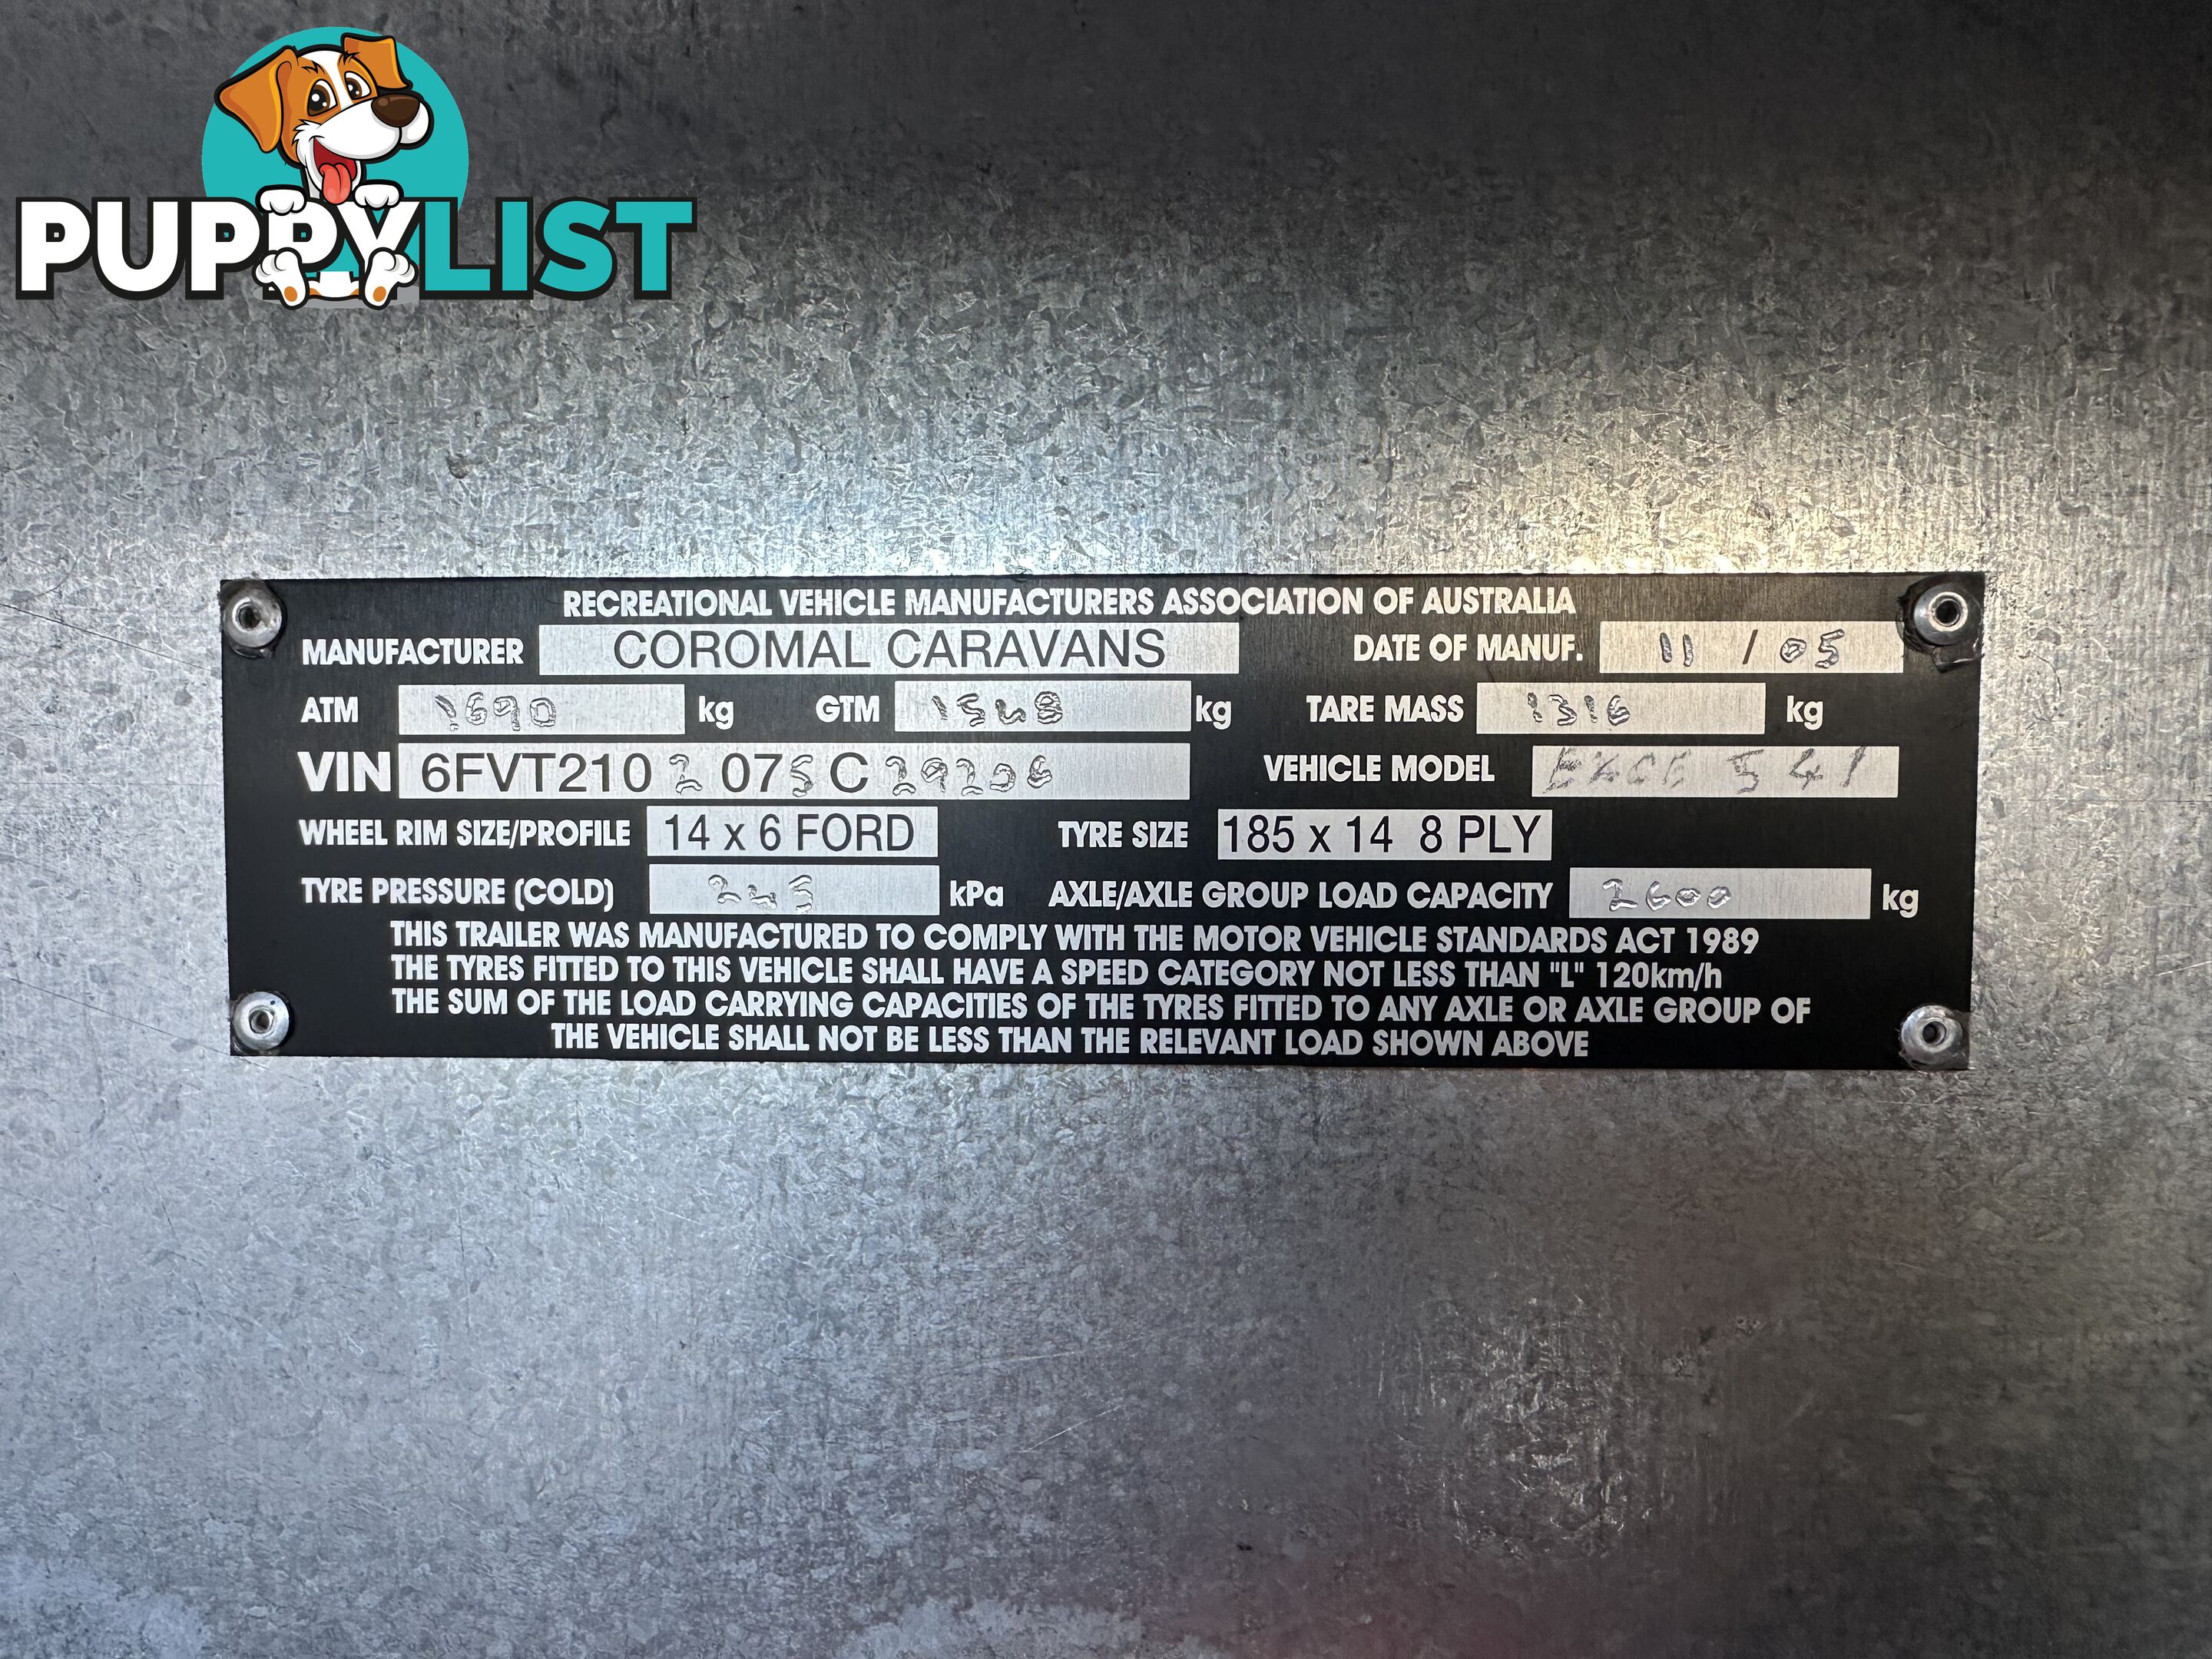 PUPPYLIST
RECREATIONAL VEHICLE MANUFACTURERS ASSOCIATION OF AUSTRALIA
MANUFACTURER COROMAL CARAVANS DATE OF MANUF. 11 / 05
ATM 1690 kg GTM 1548 kg TARE MASS 1316 kg
VIN 6FVT210 2 07 5 C 29206 VEHICLE MODEL 541
WHEEL RIM SIZE/PROFILE 14 x 6 FORD TYRE SIZE 185 x 14 8 PLY
TYRE PRESSURE (COLD) 245 kPa AXLE/AXLE GROUP LOAD CAPACITY 1600 kg
THIS TRAILER WAS MANUFACTURED TO COMPLY WITH THE MOTOR VEHICLE STANDARDS ACT 1989
THE TYRES FITTED TO THIS VEHICLE SHALL HAVE A SPEED CATEGORY NOT LESS THAN "L" 120km/h
THE SUM OF THE LOAD CARRYING CAPACITIES OF THE TYRES FITTED TO ANY AXLE OR AXLE GROUP OF
THE VEHICLE SHALL NOT BE LESS THAN THE RELEVANT LOAD SHOWN ABOVE